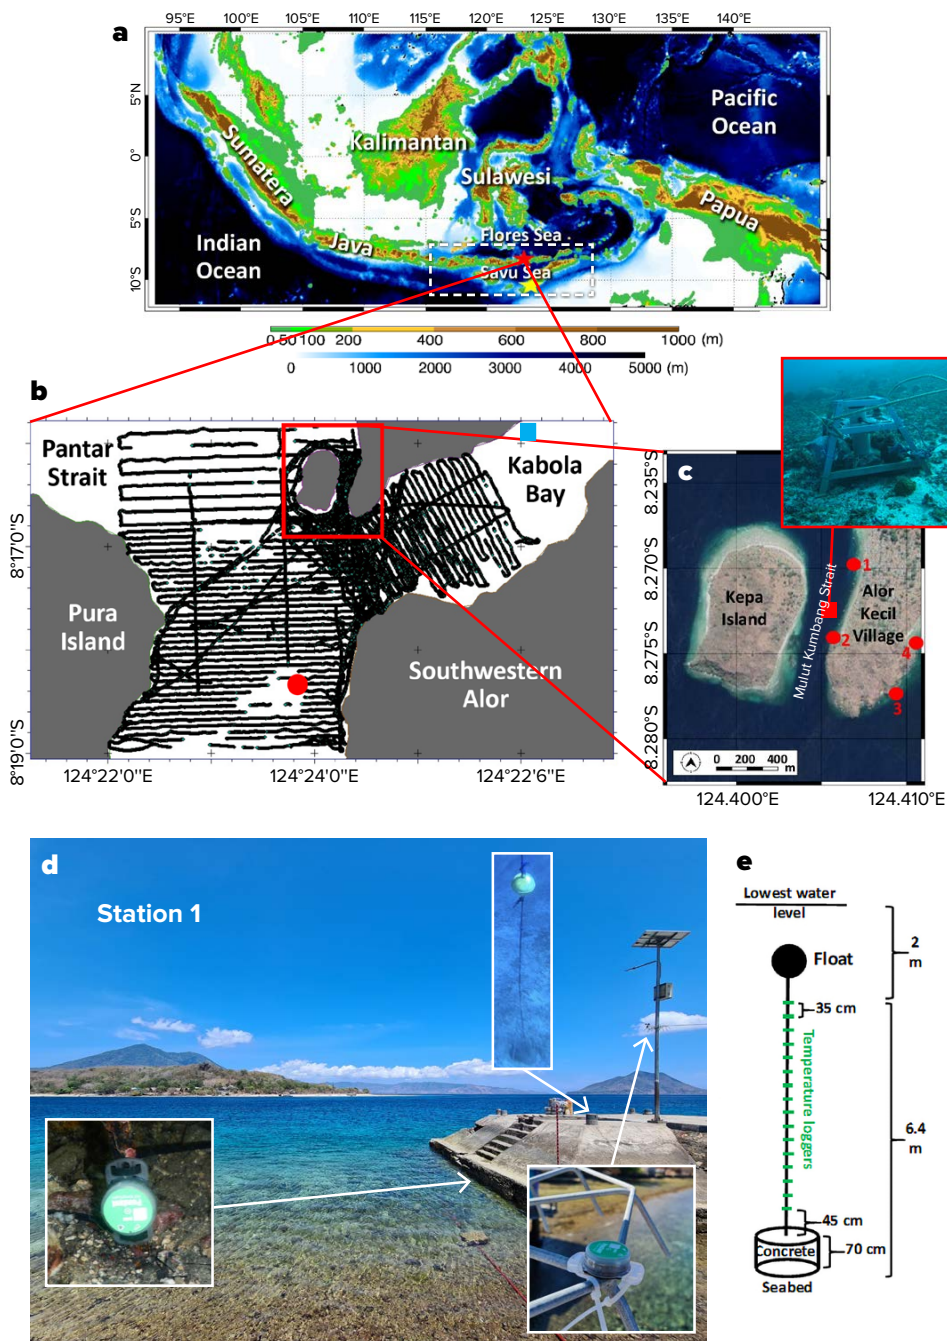 a
95°E 100°E 105°E 110°E 115°E 120°E 125°E 130°E 135°E 140°E
5°N
0°
5°S
10°S
Pacific
Ocean
Kalimantan
Sumatera
Sulawesi
Papua
Java
Flores Sea
Savu Sea
Indian
Ocean
0 50 100 200 400 600 800 1000 (m)
0 1000 2000 3000 4000 5000 (m)
b
Pantar
Strait
Kabola
Bay
Pura
Island
Southwestern
Alor
8°17'0"S
8°19'0"S
124°22'0"E 124°24'0"E 124°22'6"E
c
8.235°S
8.270°S
8.275°S
8.280°S
Kepa
Island
Mulut Kumbang Strait
Alor
Kecil
Village
1
2
3
4
0 200 400
m
124.400°E 124.410°E
d
Station 1
e
Lowest water
level
2
m
Float
35 cm
Temperature loggers
6.4
m
45 cm
Concrete
70 cm
Seabed